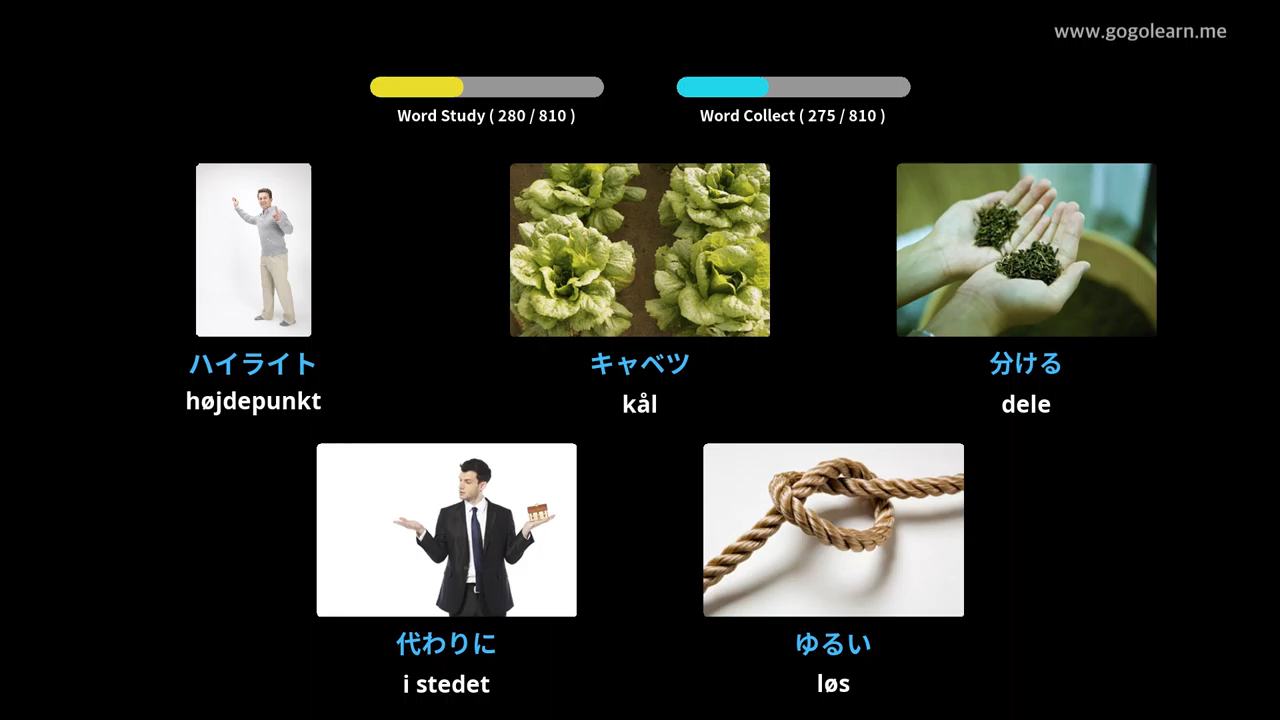 www.gogolearn.me
Word Study ( 280 / 810 )
Word Collect ( 275 / 810 )
ハイライト
højdepunkt
キャベツ
kål
分ける
dele
代わりに
i stedet
ゆるい
løs